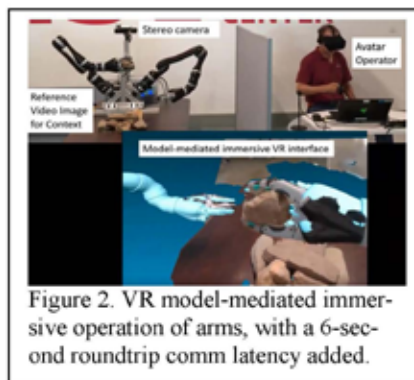 CENTER
Stereo camera
Avatar
Operator
Reference
Video Image
for Context
Model-mediated immersive VR interface
Figure 2. VR model-mediated immer-
sive operation of arms, with a 6-sec-
ond roundtrip comm latency added.